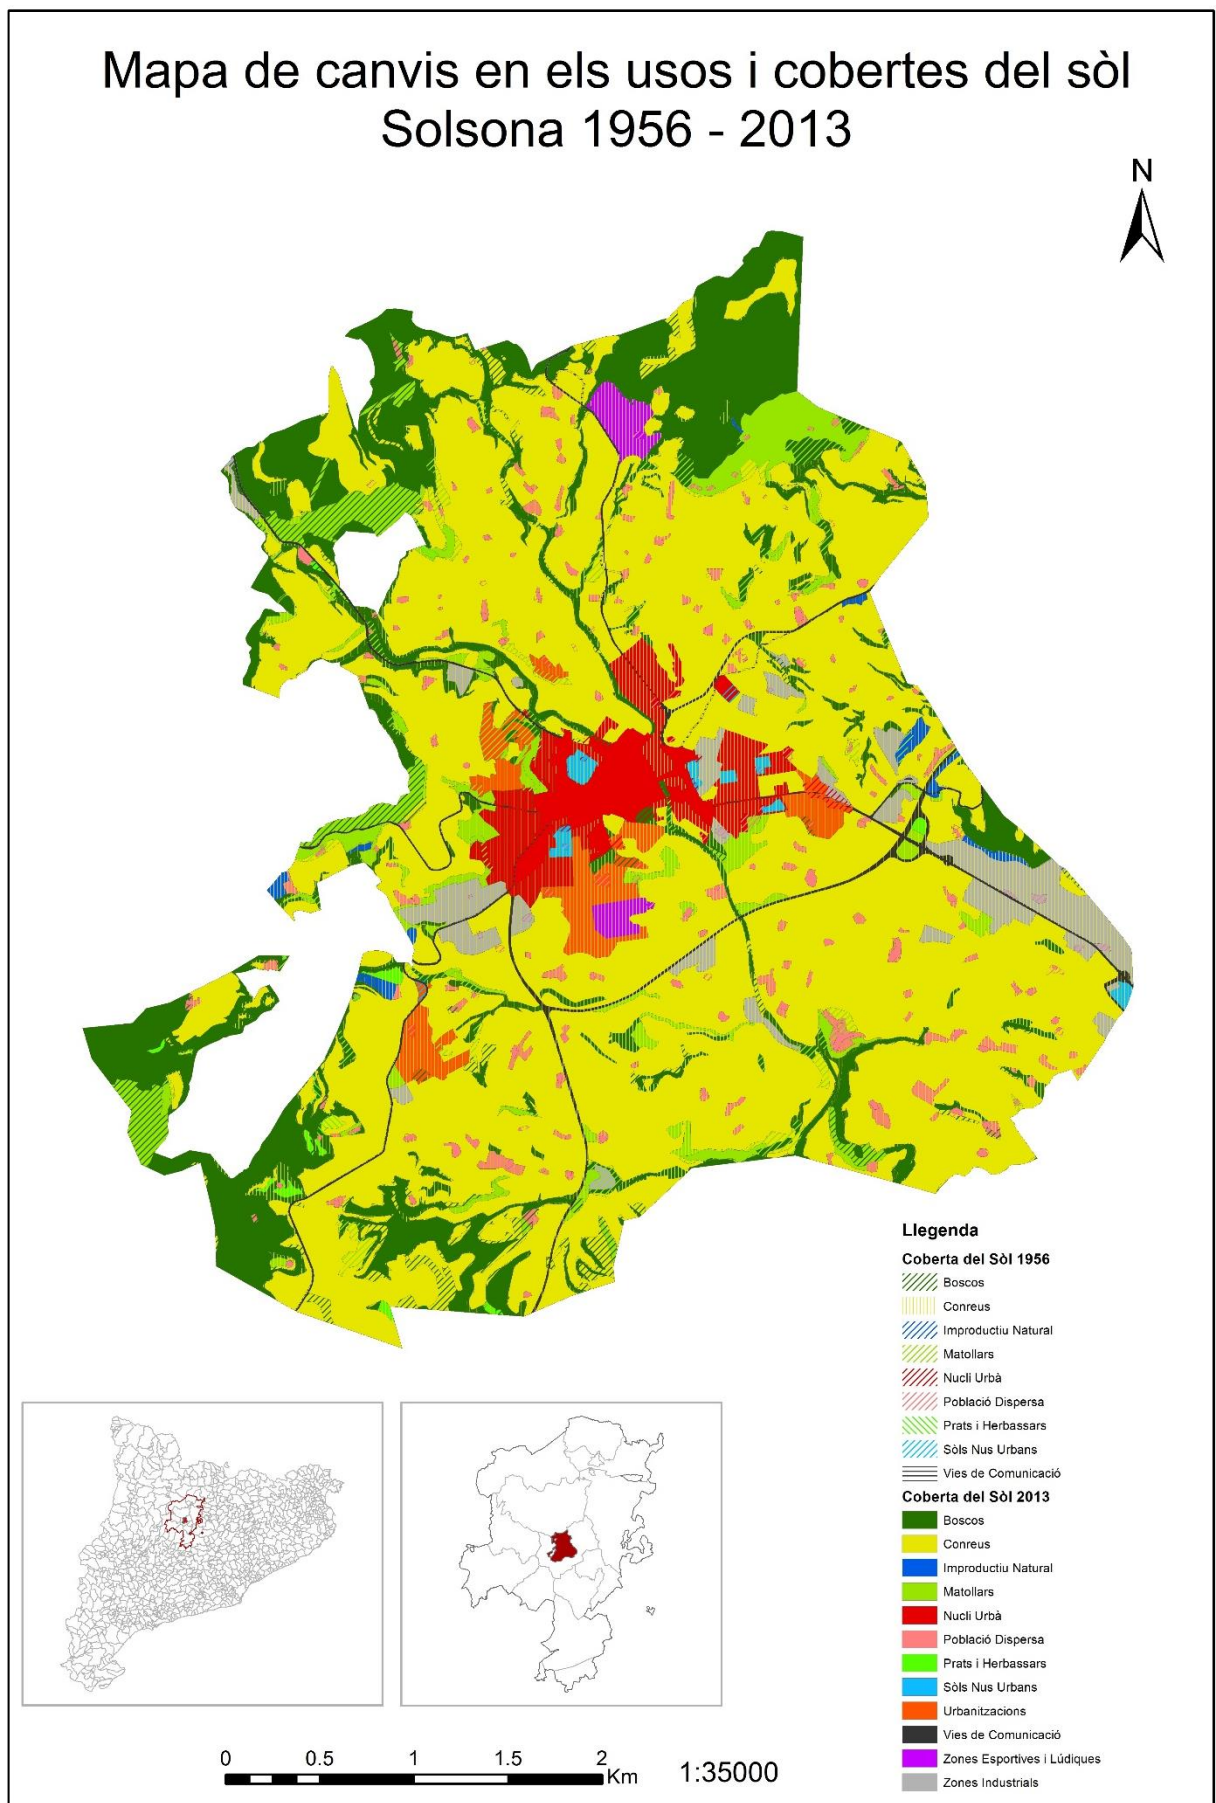 Mapa de canvis en els usos i cobertes del sòl
Solsona 1956 - 2013
N
Llegenda
Coberta del Sòl 1956
Boscos
Conreus
Improductiu Natural
Matollars
Nucli Urbà
Població Dispersa
Prats i Herbassars
Sòls Nus Urbans
Vies de Comunicació
Coberta del Sòl 2013
Boscos
Conreus
Improductiu Natural
Matollars
Nucli Urbà
Població Dispersa
Prats i Herbassars
Sòls Nus Urbans
Urbanitzacions
Vies de Comunicació
Zones Esportives i Lúdiques
Zones Industrials
0 0.5 1 1.5 2
Km 1:35000